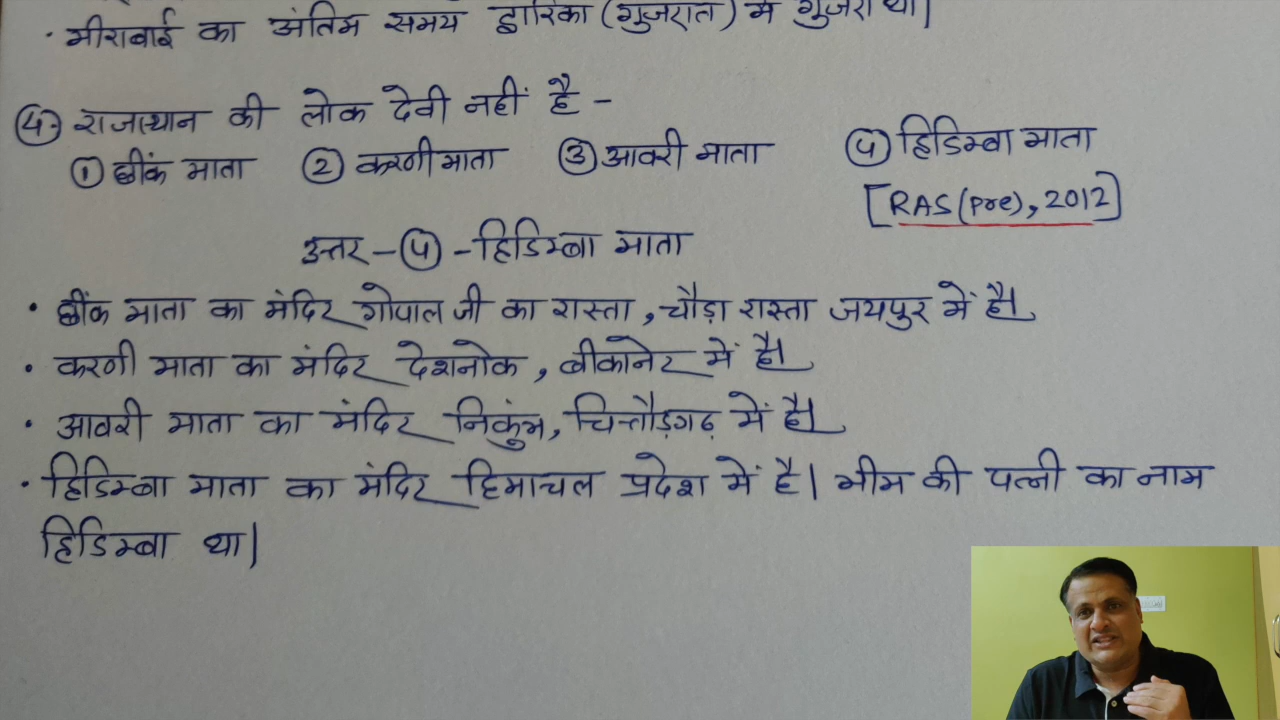 · मीराबाई का अंतिम समय द्वारिका (गुजरात) में गुजरा था|
④ राजस्थान की लोक देवी नहीं है -
① छींक माता ② करणी माता ③ आवरी माता ④ हिडिम्बा माता
[RAS (pre), 2012]
उत्तर - ④ - हिडिम्बा माता
· छींक माता का मंदिर गोपाल जी का रास्ता, चौड़ा रास्ता जयपुर में है।
· करणी माता का मंदिर देशनोक, बीकानेर में है।
· आवरी माता का मंदिर निकुंभ, चित्तौड़गढ़ में है।
· हिडिम्बा माता का मंदिर हिमाचल प्रदेश में है| भीम की पत्नी का नाम
हिडिम्बा था|